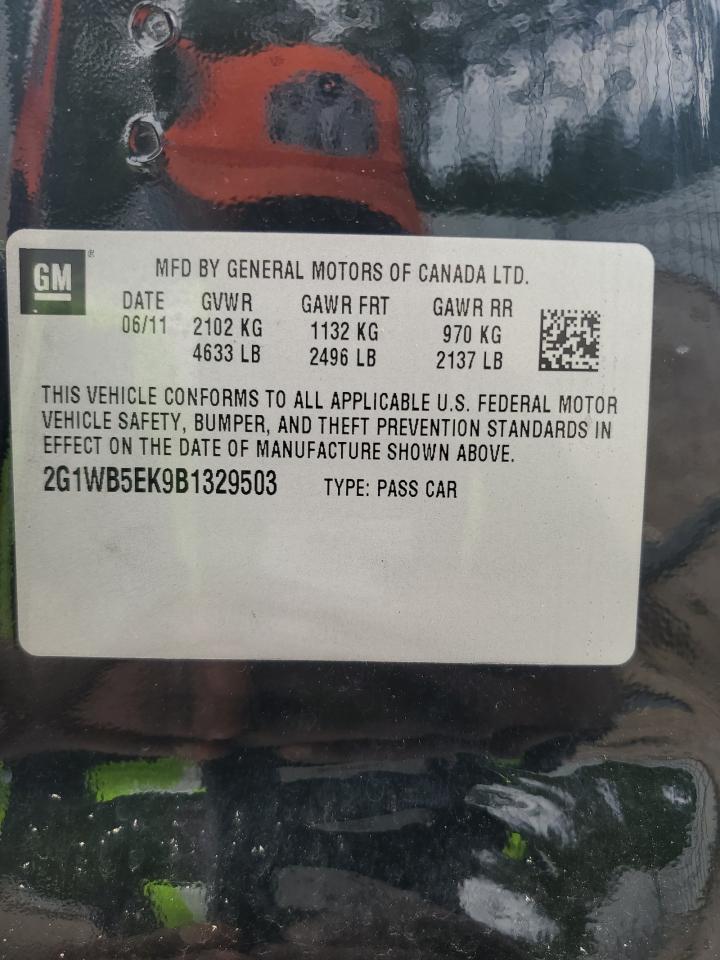 GM®
MFD BY GENERAL MOTORS OF CANADA LTD.
DATE GVWR GAWR FRT GAWR RR
06/11 2102 KG 1132 KG 970 KG
4633 LB 2496 LB 2137 LB
THIS VEHICLE CONFORMS TO ALL APPLICABLE U.S. FEDERAL MOTOR
VEHICLE SAFETY, BUMPER, AND THEFT PREVENTION STANDARDS IN
EFFECT ON THE DATE OF MANUFACTURE SHOWN ABOVE.
2G1WB5EK9B1329503 TYPE: PASS CAR